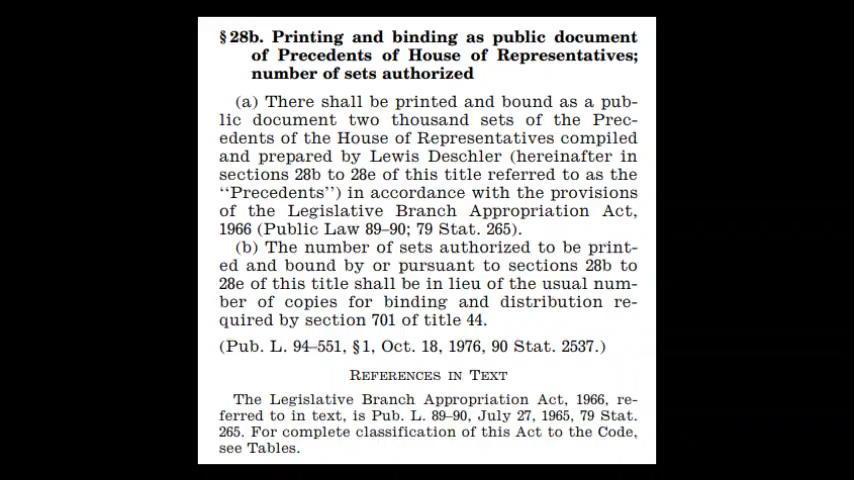 § 28b. Printing and binding as public document
of Precedents of House of Representatives;
number of sets authorized
(a) There shall be printed and bound as a pub-
lic document two thousand sets of the Prec-
edents of the House of Representatives compiled
and prepared by Lewis Deschler (hereinafter in
sections 28b to 28e of this title referred to as the
‘‘Precedents’’) in accordance with the provisions
of the Legislative Branch Appropriation Act,
1966 (Public Law 89–90; 79 Stat. 265).
(b) The number of sets authorized to be print-
ed and bound by or pursuant to sections 28b to
28e of this title shall be in lieu of the usual num-
ber of copies for binding and distribution re-
quired by section 701 of title 44.
(Pub. L. 94–551, § 1, Oct. 18, 1976, 90 Stat. 2537.)
REFERENCES IN TEXT
The Legislative Branch Appropriation Act, 1966, re-
ferred to in text, is Pub. L. 89–90, July 27, 1965, 79 Stat.
265. For complete classification of this Act to the Code,
see Tables.